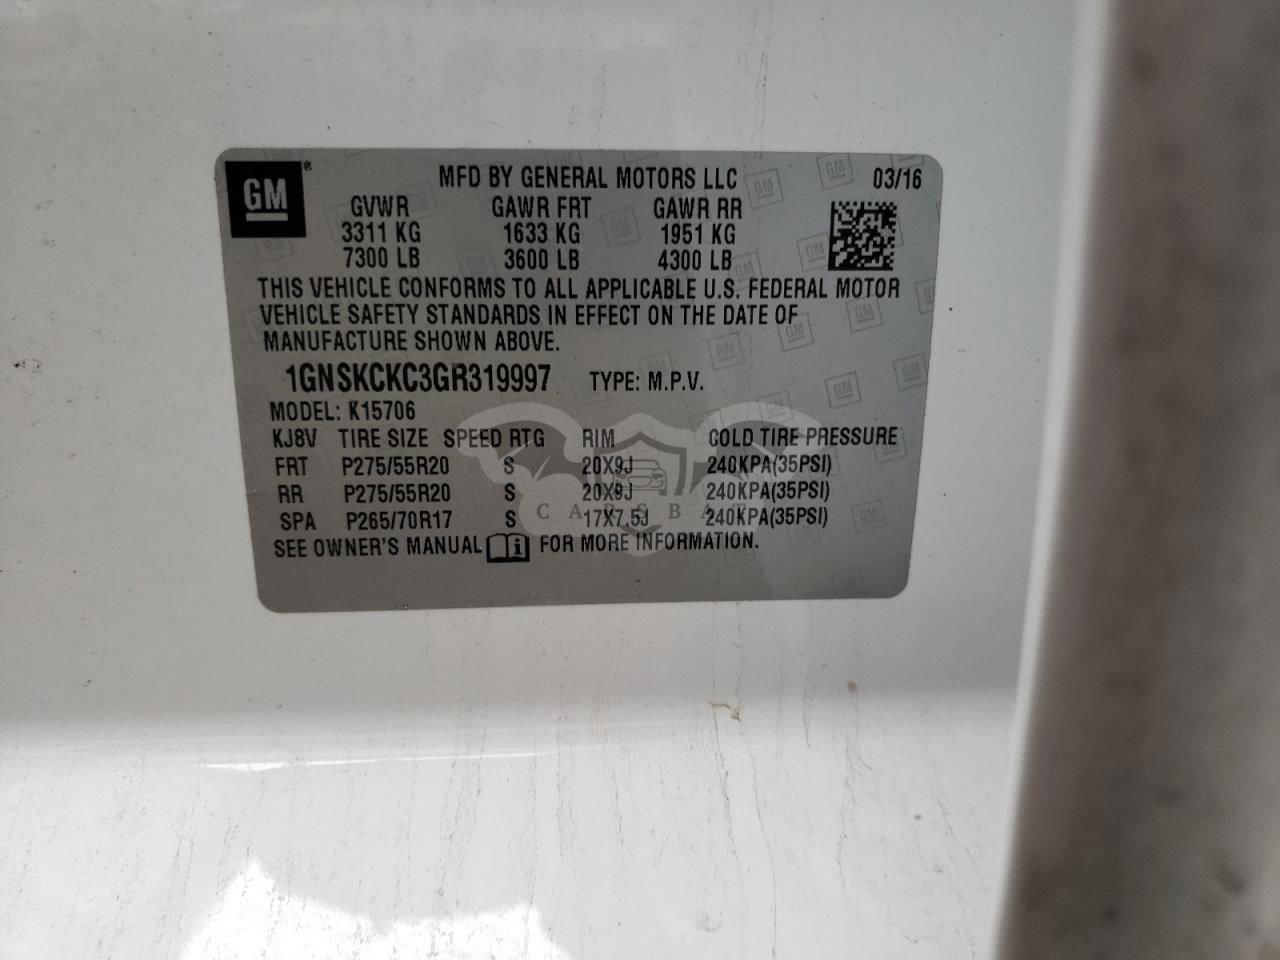 GM ® MFD BY GENERAL MOTORS LLC 03/16
GVWR GAWR FRT GAWR RR
3311 KG 1633 KG 1951 KG
7300 LB 3600 LB 4300 LB
THIS VEHICLE CONFORMS TO ALL APPLICABLE U.S. FEDERAL MOTOR
VEHICLE SAFETY STANDARDS IN EFFECT ON THE DATE OF
MANUFACTURE SHOWN ABOVE.
1GNSKCKC3GR319997 TYPE: M.P.V.
MODEL: K15706
KJ8V TIRE SIZE SPEED RTG RIM COLD TIRE PRESSURE
FRT P275/55R20 S 20X9J 240KPA(35PSI)
RR P275/55R20 S 20X9J 240KPA(35PSI)
SPA P265/70R17 S 17X7.5J 240KPA(35PSI)
CARSBAT
SEE OWNER'S MANUAL i FOR MORE INFORMATION.